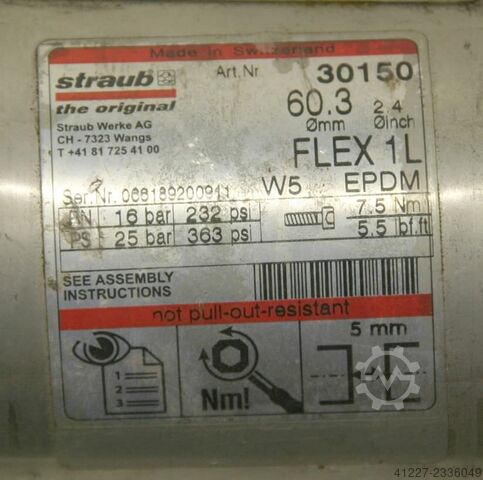 Made in Switzerland
straub
Art.Nr 30150
the original
60.3 2.4
Ømm Øinch
Straub Werke AG
CH - 7323 Wangs
T +41 81 725 41 00
FLEX 1L
Ser.Nr. 066189200911
W5 EPDM
PN 16 bar 232 psi
7.5 Nm
PS 25 bar 363 psi
5.5 lbf.ft
SEE ASSEMBLY
INSTRUCTIONS
not pull-out-resistant
5 mm
1
2
3
Nm!
41227-2336049